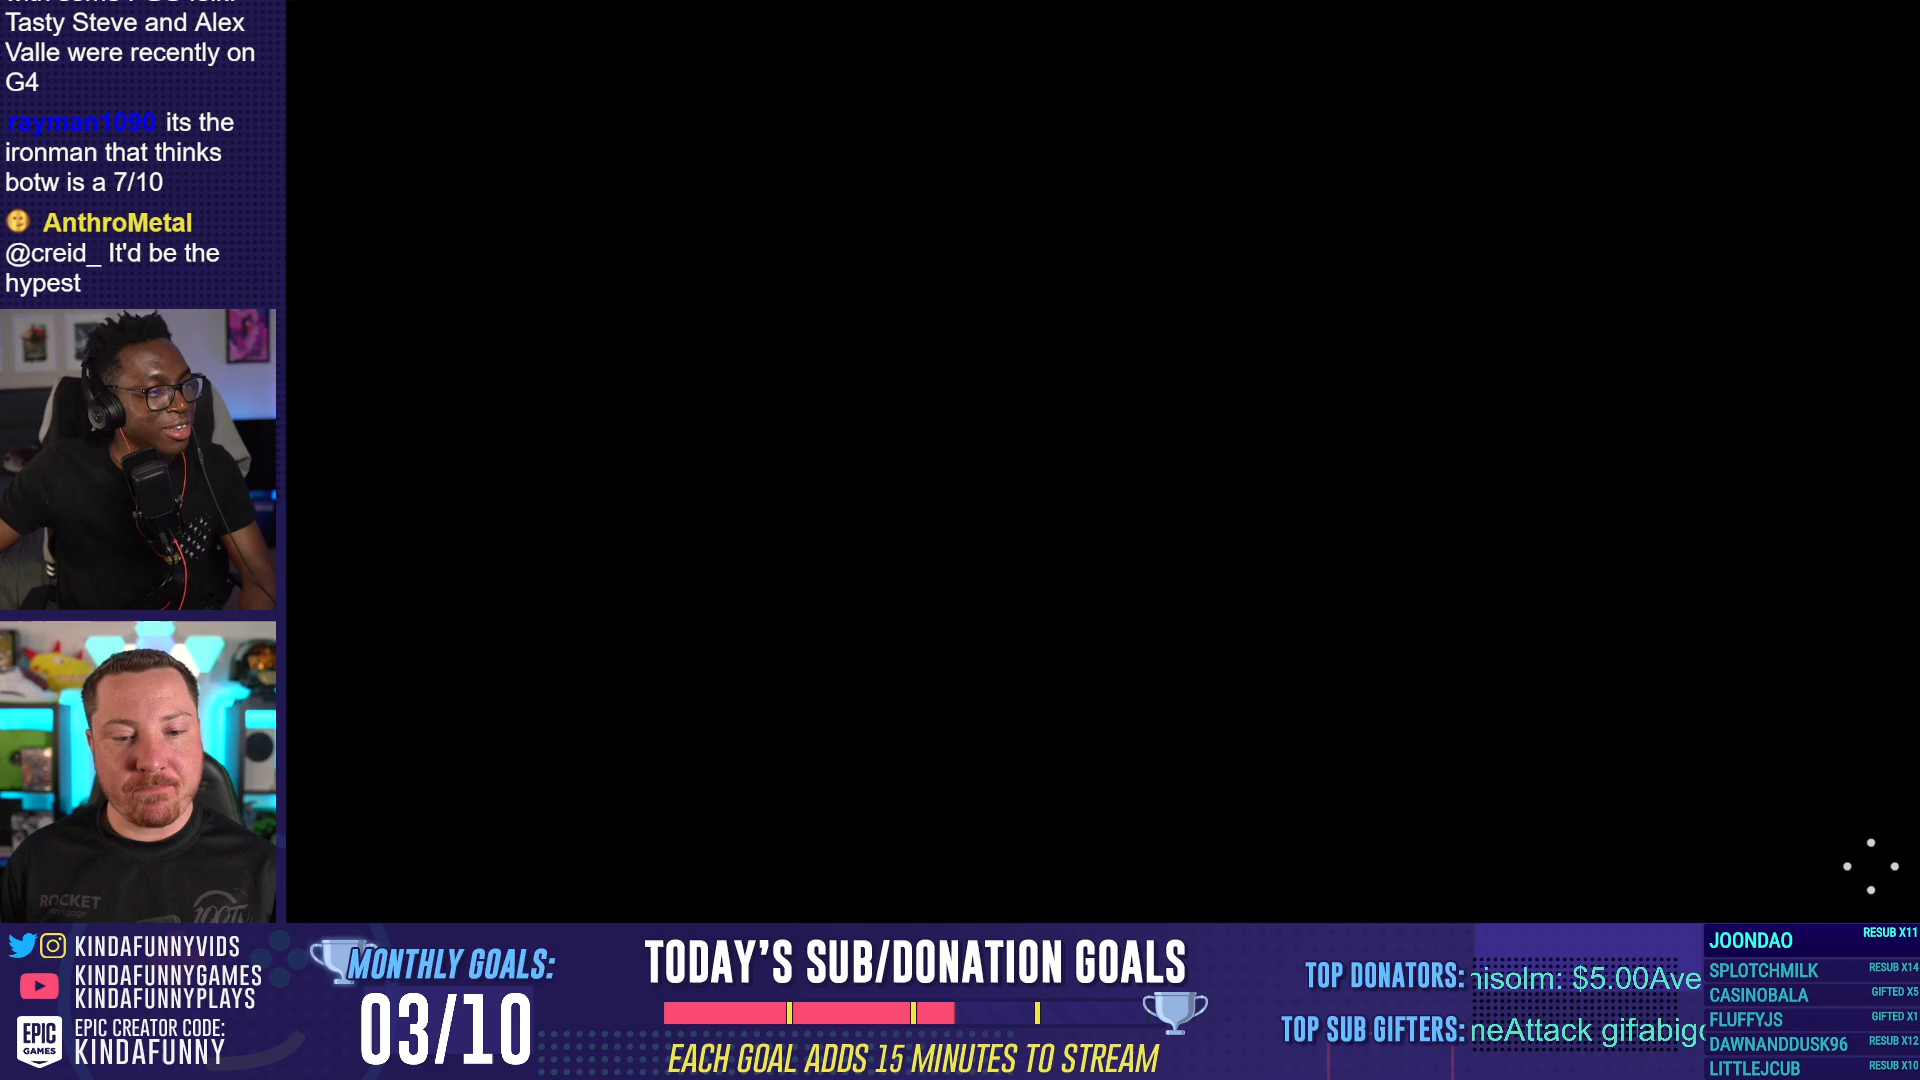 Tasty Steve and Alex
Valle were recently on
G4
rayman1090 its the
ironman that thinks
botw is a 7/10
AnthroMetal
@creid_ It'd be the
hypest
ROCKET
KINDAFUNNYVIDS
KINDAFUNNYGAMES
KINDAFUNNYPLAYS
EPIC GAMES
EPIC CREATOR CODE:
KINDAFUNNY
MONTHLY GOALS:
03/10
TODAY'S SUB/DONATION GOALS
EACH GOAL ADDS 15 MINUTES TO STREAM
TOP DONATORS: isolm: $5.00Ave
TOP SUB GIFTERS: neAttack gifabig
JOONDAO RESUB X11
SPLOTCHMILK RESUB X14
CASINOBALA GIFTED X5
FLUFFYJS GIFTED X1
DAWNANDDUSK96 RESUB X12
LITTLEJCUB RESUB X10